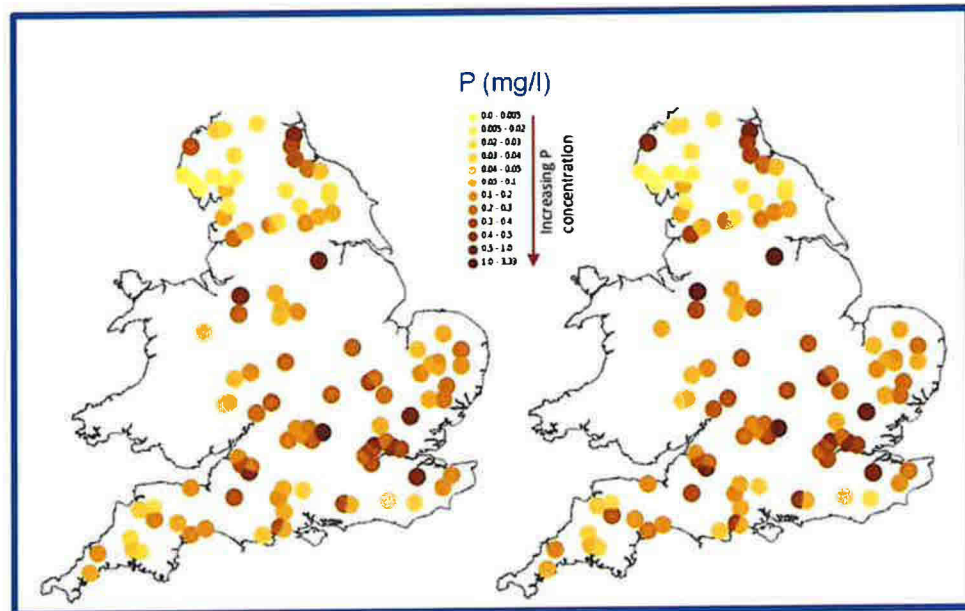 P (mg/l)
0.0 - 0.005
0.005 - 0.02
0.02 - 0.03
0.03 - 0.04
0.04 - 0.05
0.05 - 0.1
0.1 - 0.2
0.2 - 0.3
0.3 - 0.4
0.4 - 0.5
0.5 - 1.0
1.0 - 3.33
Increasing P
concentration